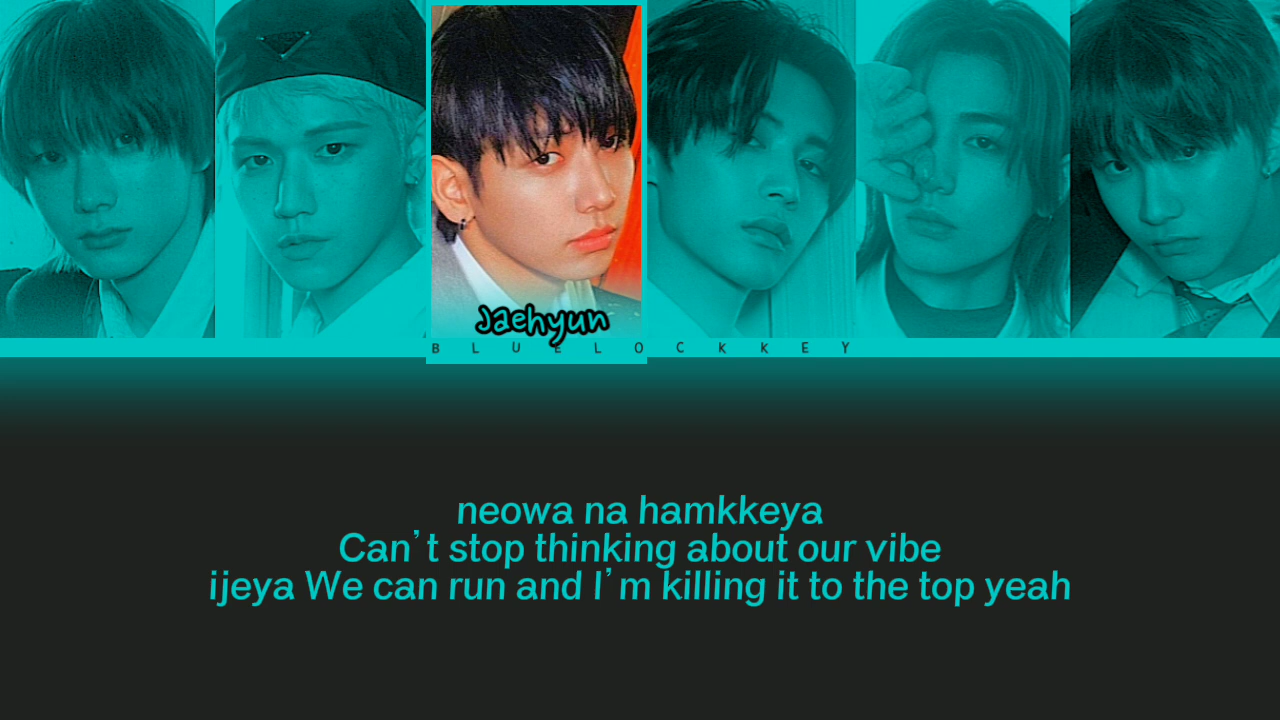 Jaehyun
BLUELOCKKEY
neowa na hamkkeya
Can't stop thinking about our vibe
ijeya We can run and I'm killing it to the top yeah